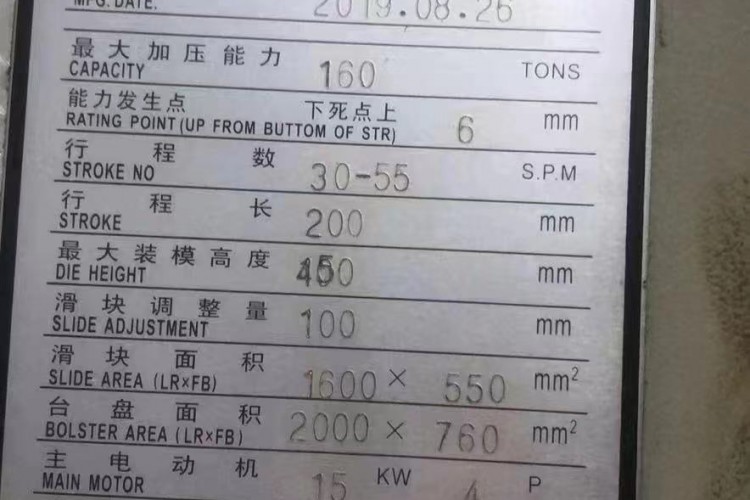 MFG. DATE. 2019.08.26
最大加压能力
CAPACITY 160 TONS
能力发生点 下死点上
RATING POINT (UP FROM BUTTOM OF STR) 6 mm
行程数
STROKE NO 30-55 S.P.M
行程长
STROKE 200 mm
最大装模高度
DIE HEIGHT mm
滑块调整量
SLIDE ADJUSTMENT 100 mm
滑块面积
SLIDE AREA (LR×FB) 1600 × 550 mm²
台盘面积
BOLSTER AREA (LR×FB) 2000 × 760 mm²
主电动机
MAIN MOTOR 15 KW 4 P